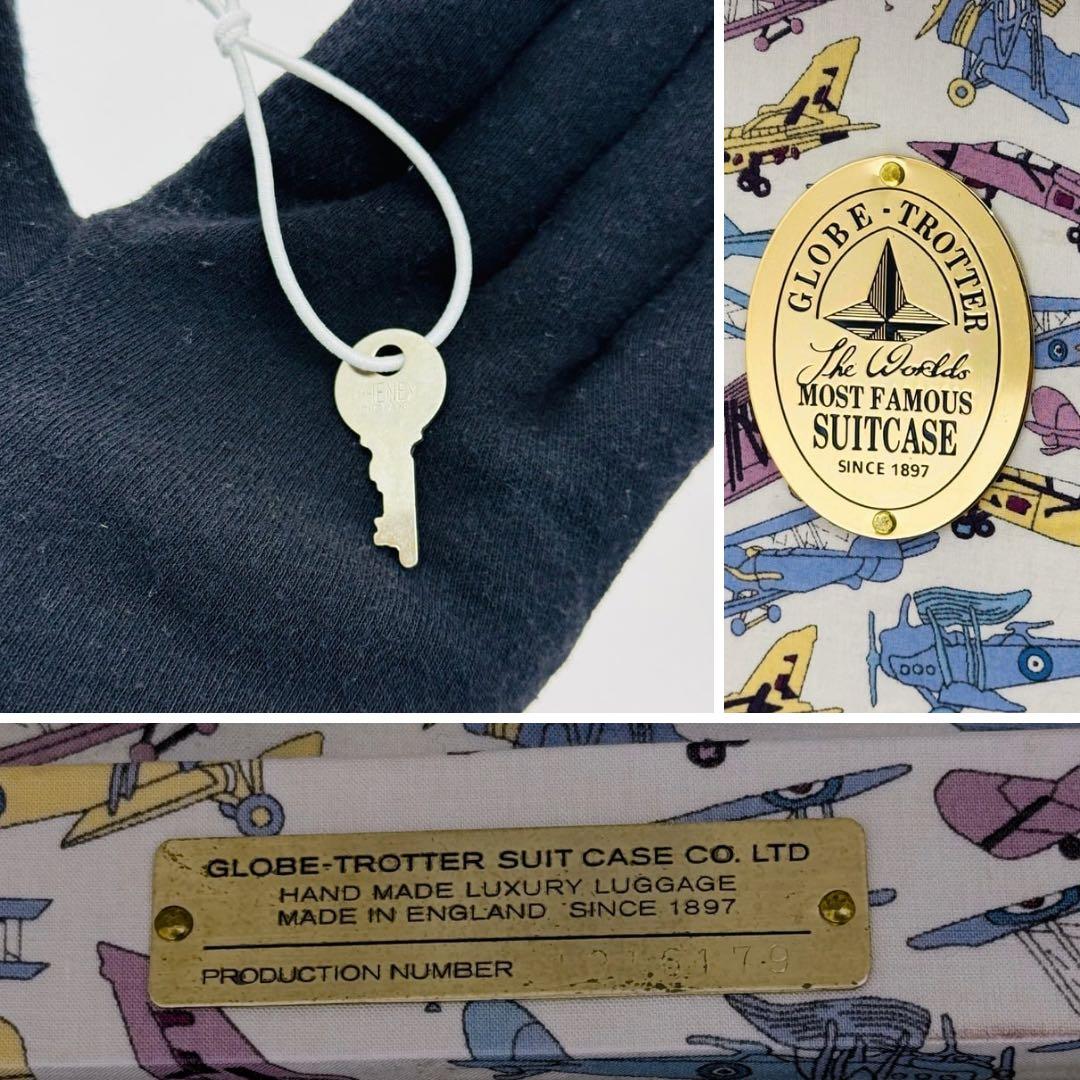 GLOBE-TROTTER
The Worlds
MOST FAMOUS
SUITCASE
SINCE 1897
GLOBE-TROTTER SUIT CASE CO. LTD
HAND MADE LUXURY LUGGAGE
MADE IN ENGLAND SINCE 1897
PRODUCTION NUMBER